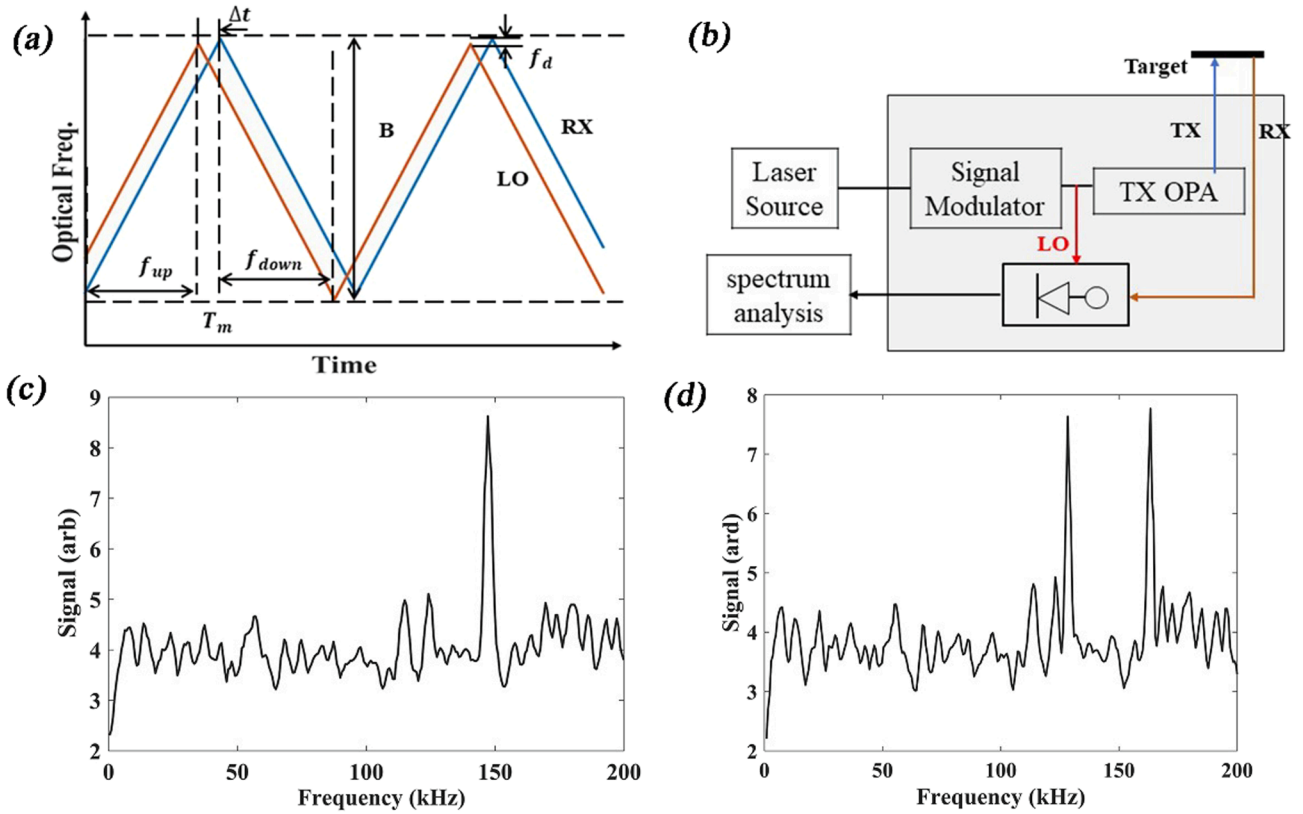 (a)
Δt
f_d
B
RX
LO
Optical Freq.
f_up
f_down
T_m
Time
(b)
Target
TX
RX
Laser
Source
Signal
Modulator
TX OPA
LO
spectrum
analysis
(c)
9
8
7
6
5
4
3
2
Signal (arb)
0
50
100
150
200
Frequency (kHz)
(d)
8
7
6
5
4
3
2
Signal (ard)
0
50
100
150
200
Frequency (kHz)